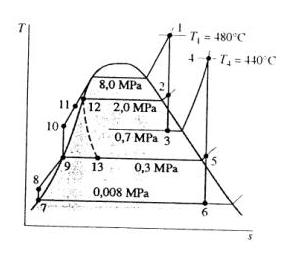 T
1
T₁ = 480°C
4
T₄ = 440°C
8,0 MPa
2
11
12
2,0 MPa
10
0,7 MPa
3
9
13
0,3 MPa
5
8
0,008 MPa
7
6
s